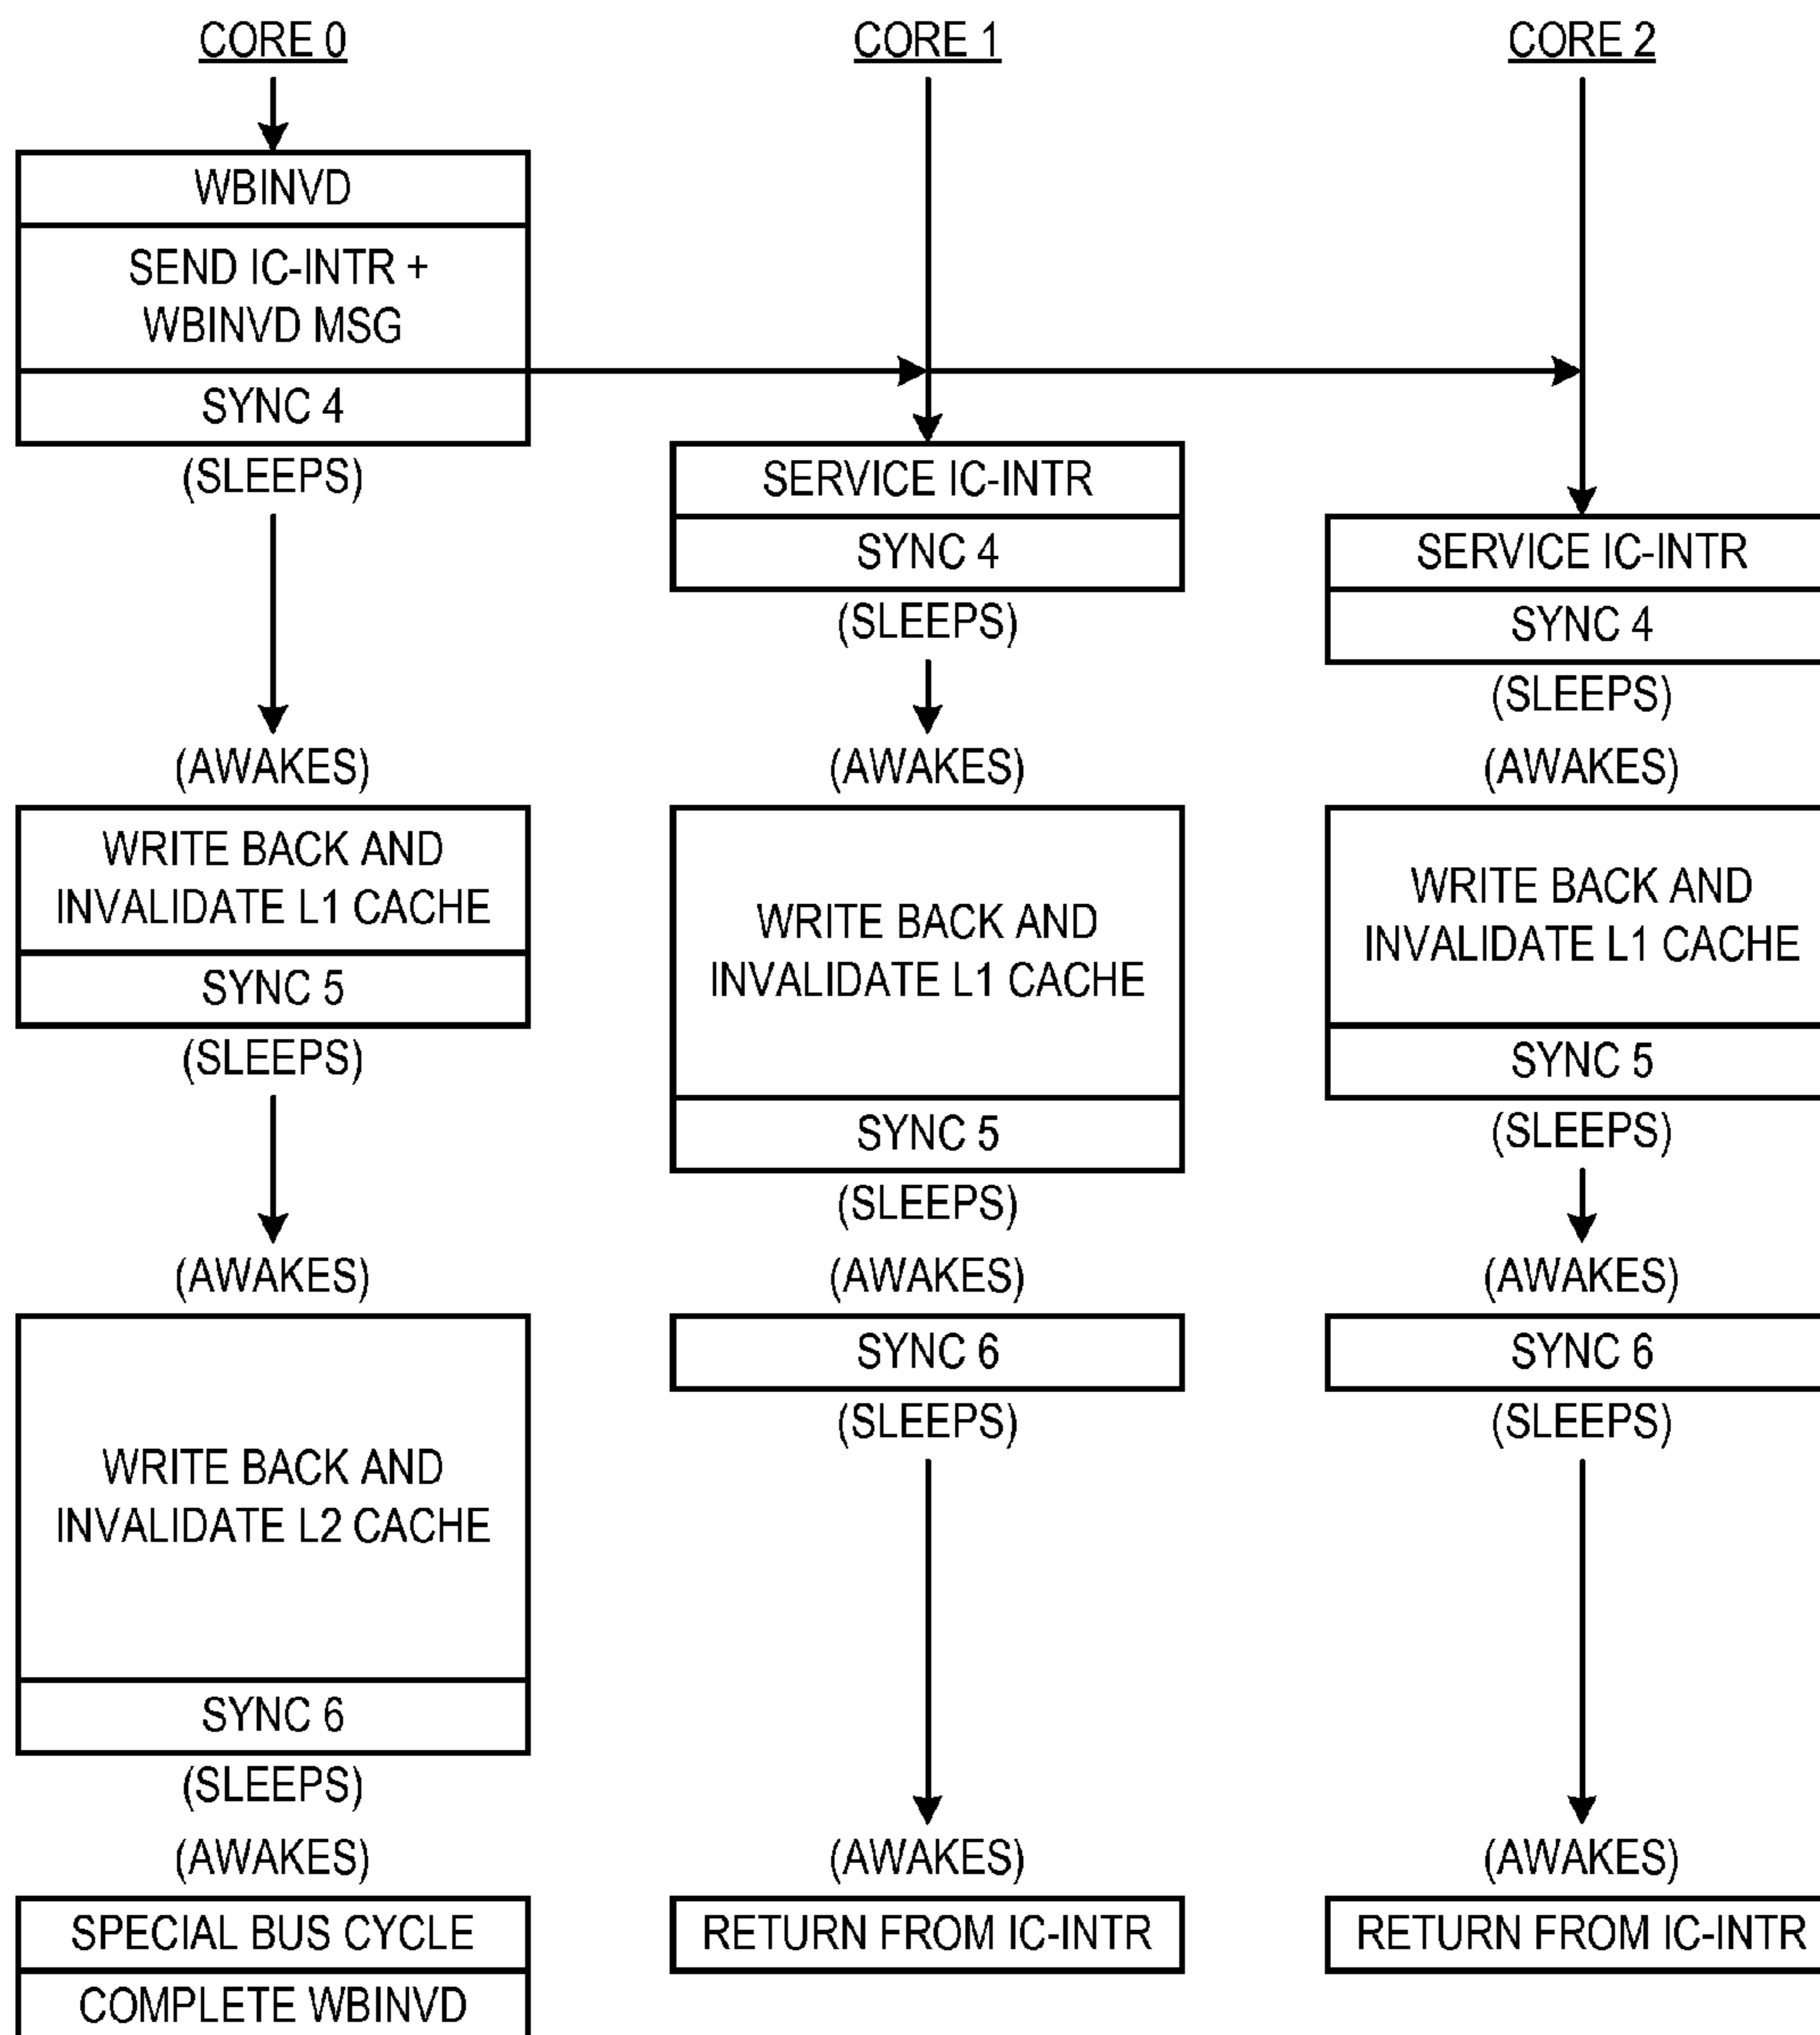 CORE 0
CORE 1
CORE 2
WBINVD
SEND IC-INTR +
WBINVD MSG
SYNC 4
(SLEEPS)
SERVICE IC-INTR
SYNC 4
(SLEEPS)
SERVICE IC-INTR
SYNC 4
(SLEEPS)
(AWAKES)
(AWAKES)
(AWAKES)
WRITE BACK AND
INVALIDATE L1 CACHE
SYNC 5
(SLEEPS)
WRITE BACK AND
INVALIDATE L1 CACHE
SYNC 5
(SLEEPS)
WRITE BACK AND
INVALIDATE L1 CACHE
SYNC 5
(SLEEPS)
(AWAKES)
(AWAKES)
(AWAKES)
WRITE BACK AND
INVALIDATE L2 CACHE
SYNC 6
(SLEEPS)
SYNC 6
(SLEEPS)
SYNC 6
(SLEEPS)
(AWAKES)
(AWAKES)
(AWAKES)
SPECIAL BUS CYCLE
COMPLETE WBINVD
RETURN FROM IC-INTR
RETURN FROM IC-INTR